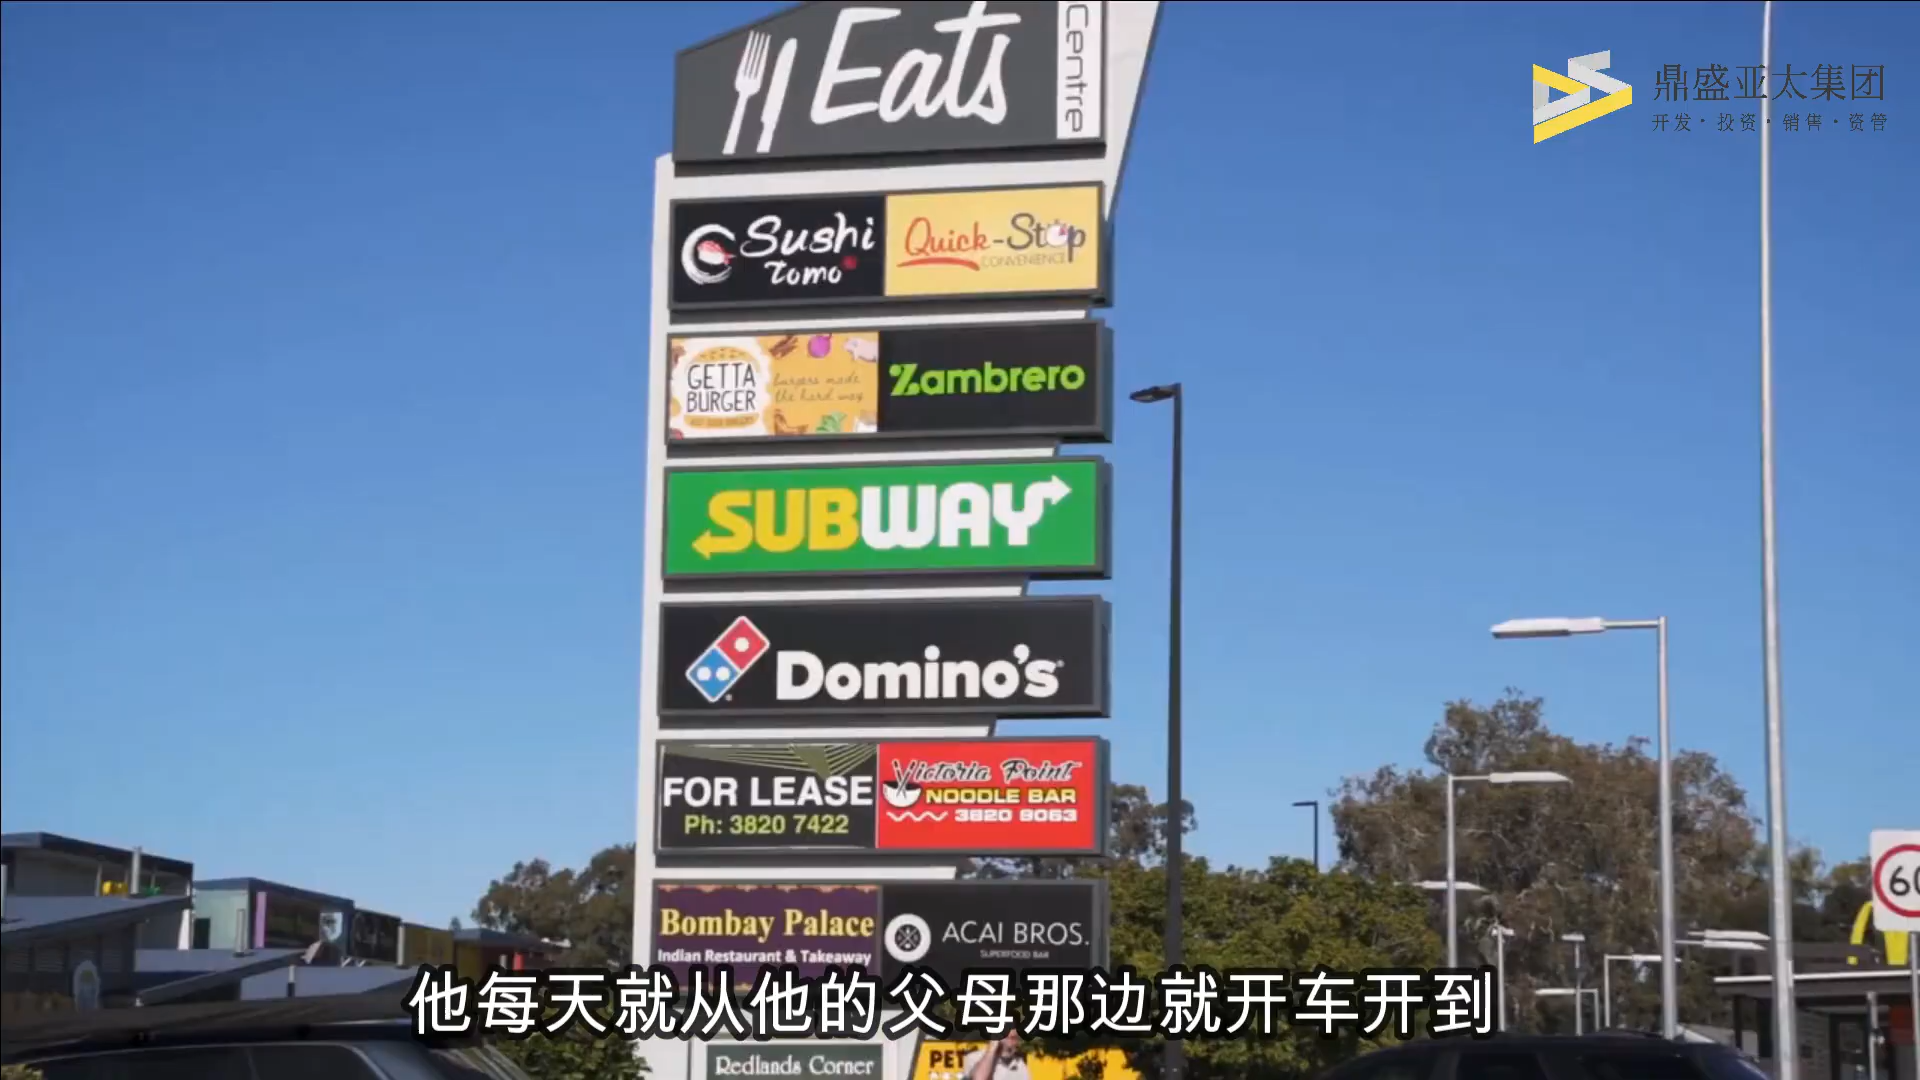 Eats
Centre
鼎盛亚太集团
开发·投资·销售·资管
Sushi
Tomo
Quick-Stop
CONVENIENCE
GETTA
BURGER
burgers made
the hard way
Zambrero
SUBWAY
Domino's
FOR LEASE
Ph: 3820 7422
Victoria Point
NOODLE BAR
3820 9063
60
Bombay Palace
Indian Restaurant & Takeaway
ACAI BROS.
SUPERFOOD BAR
他每天就从他的父母那边就开车开到
Redlands Corner
PET